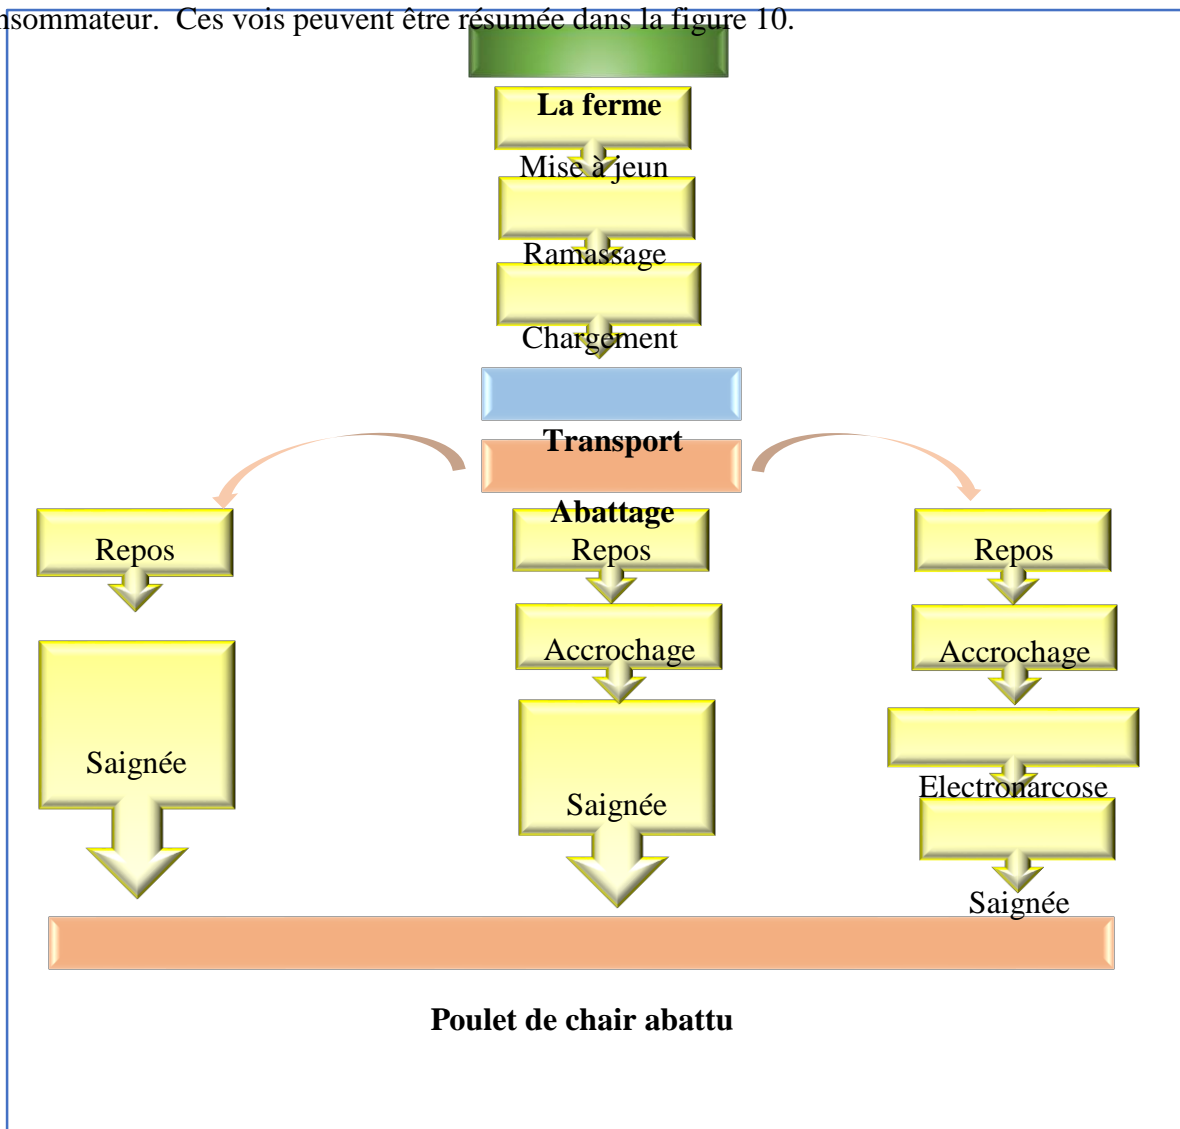 nsommateur. Ces vois peuvent être résumée dans la figure 10.
La ferme
Mise à jeun
Ramassage
Chargement
Transport
Abattage
Repos
Saignée
Repos
Accrochage
Saignée
Repos
Accrochage
Electronarcose
Saignée
Poulet de chair abattu